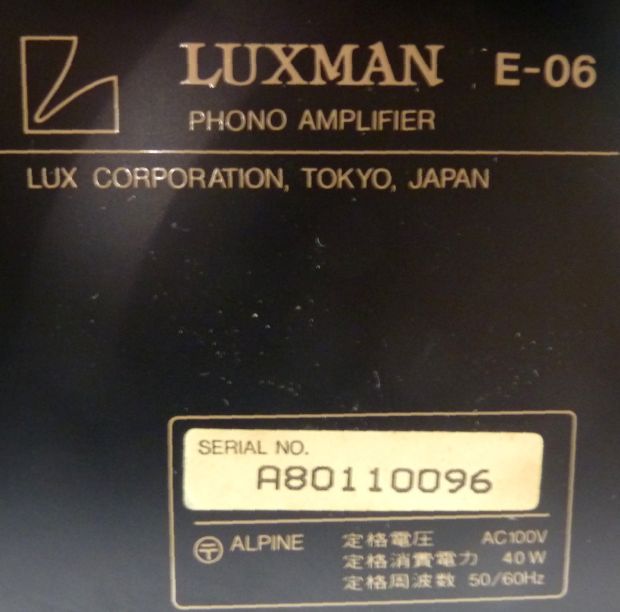 LUXMAN E-06
PHONO AMPLIFIER
LUX CORPORATION, TOKYO, JAPAN
SERIAL NO.
A80110096
〒 ALPINE
定格電圧 AC100V
定格消費電力 40W
定格周波数 50/60Hz